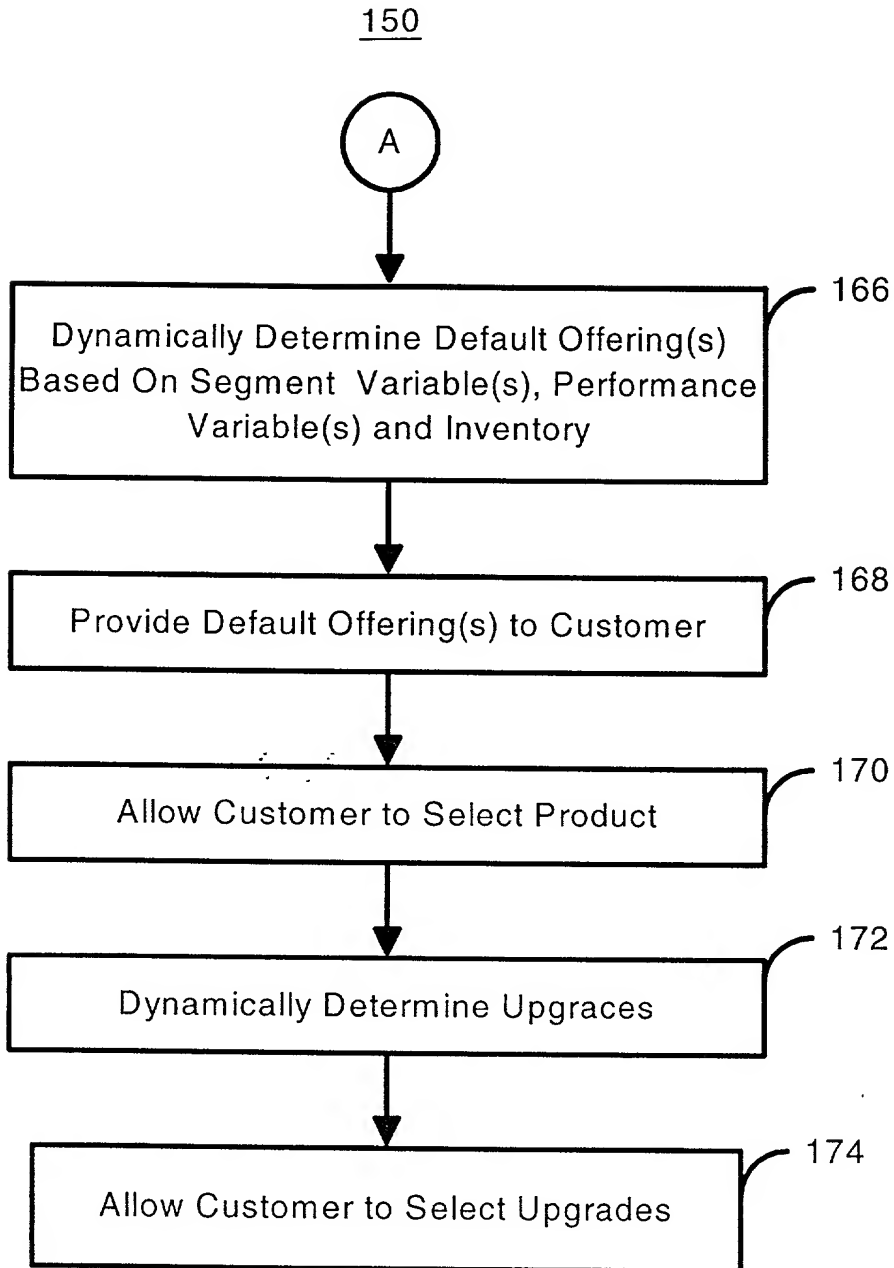 150
A
166
Dynamically Determine Default Offering(s)
Based On Segment Variable(s), Performance
Variable(s) and Inventory
168
Provide Default Offering(s) to Customer
170
Allow Customer to Select Product
172
Dynamically Determine Upgraces
174
Allow Customer to Select Upgrades